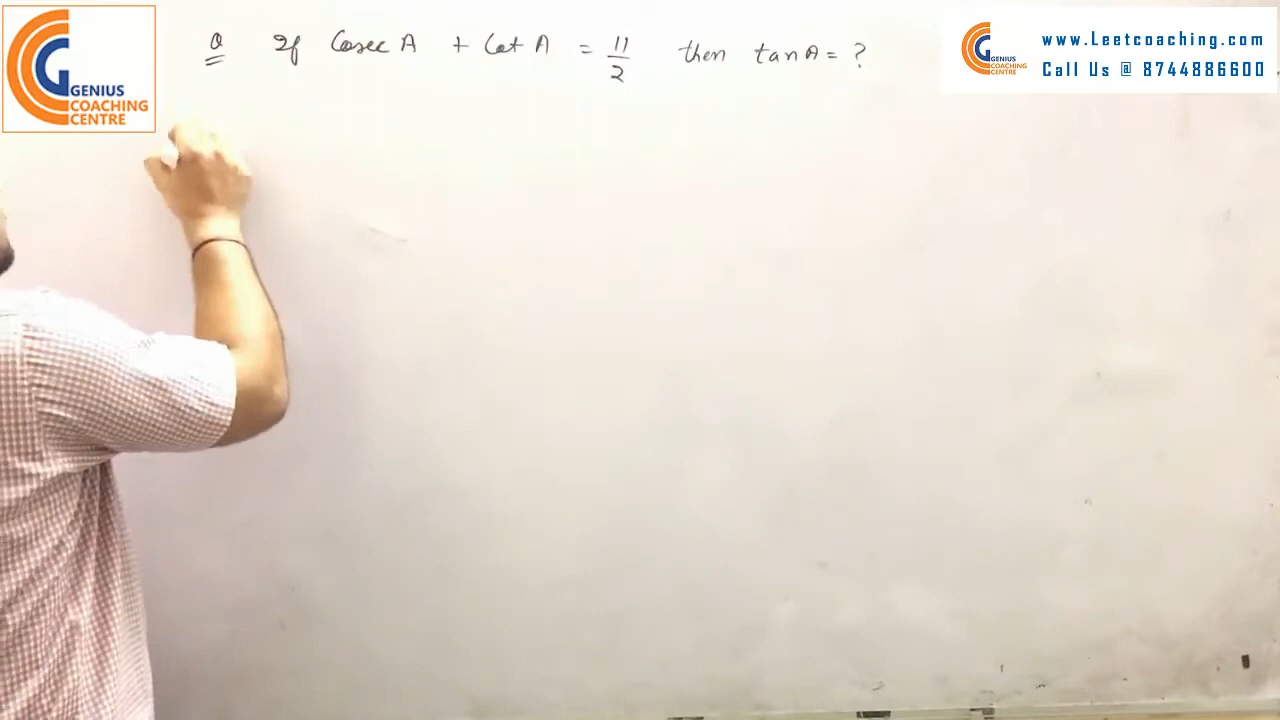 GENIUS
COACHING
CENTRE
Q If Cosec A + Cot A = 11/2 then tan A = ?
GENIUS
COACHING
CENTRE
www.Leetcoaching.com
Call Us @ 8744886600